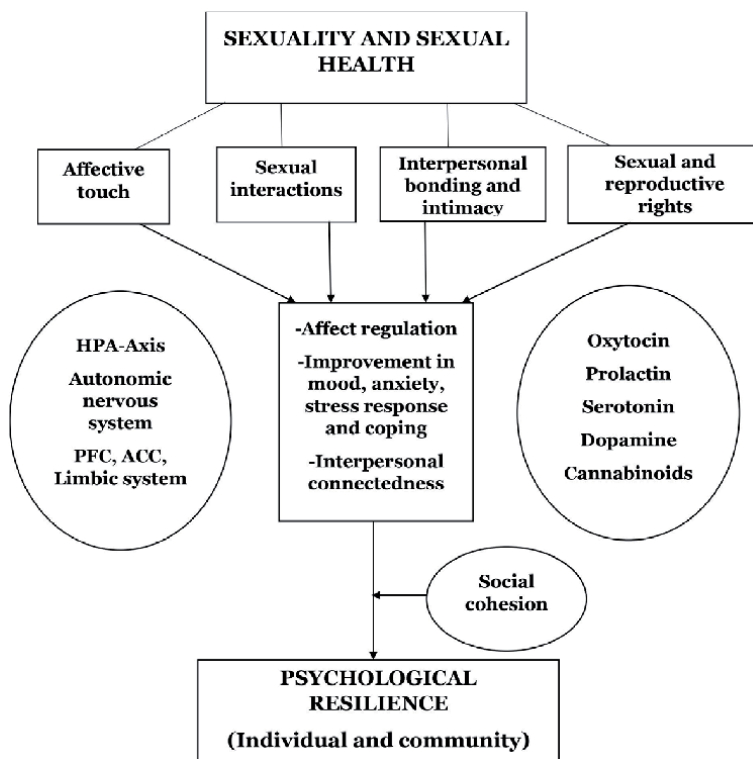 SEXUALITY AND SEXUAL
HEALTH
Affective
touch
Sexual
interactions
Interpersonal
bonding and
intimacy
Sexual and
reproductive
rights
HPA-Axis
Autonomic
nervous
system
PFC, ACC,
Limbic system
-Affect regulation
-Improvement in
mood, anxiety,
stress response
and coping
-Interpersonal
connectedness
Oxytocin
Prolactin
Serotonin
Dopamine
Cannabinoids
Social
cohesion
PSYCHOLOGICAL
RESILIENCE
(Individual and community)